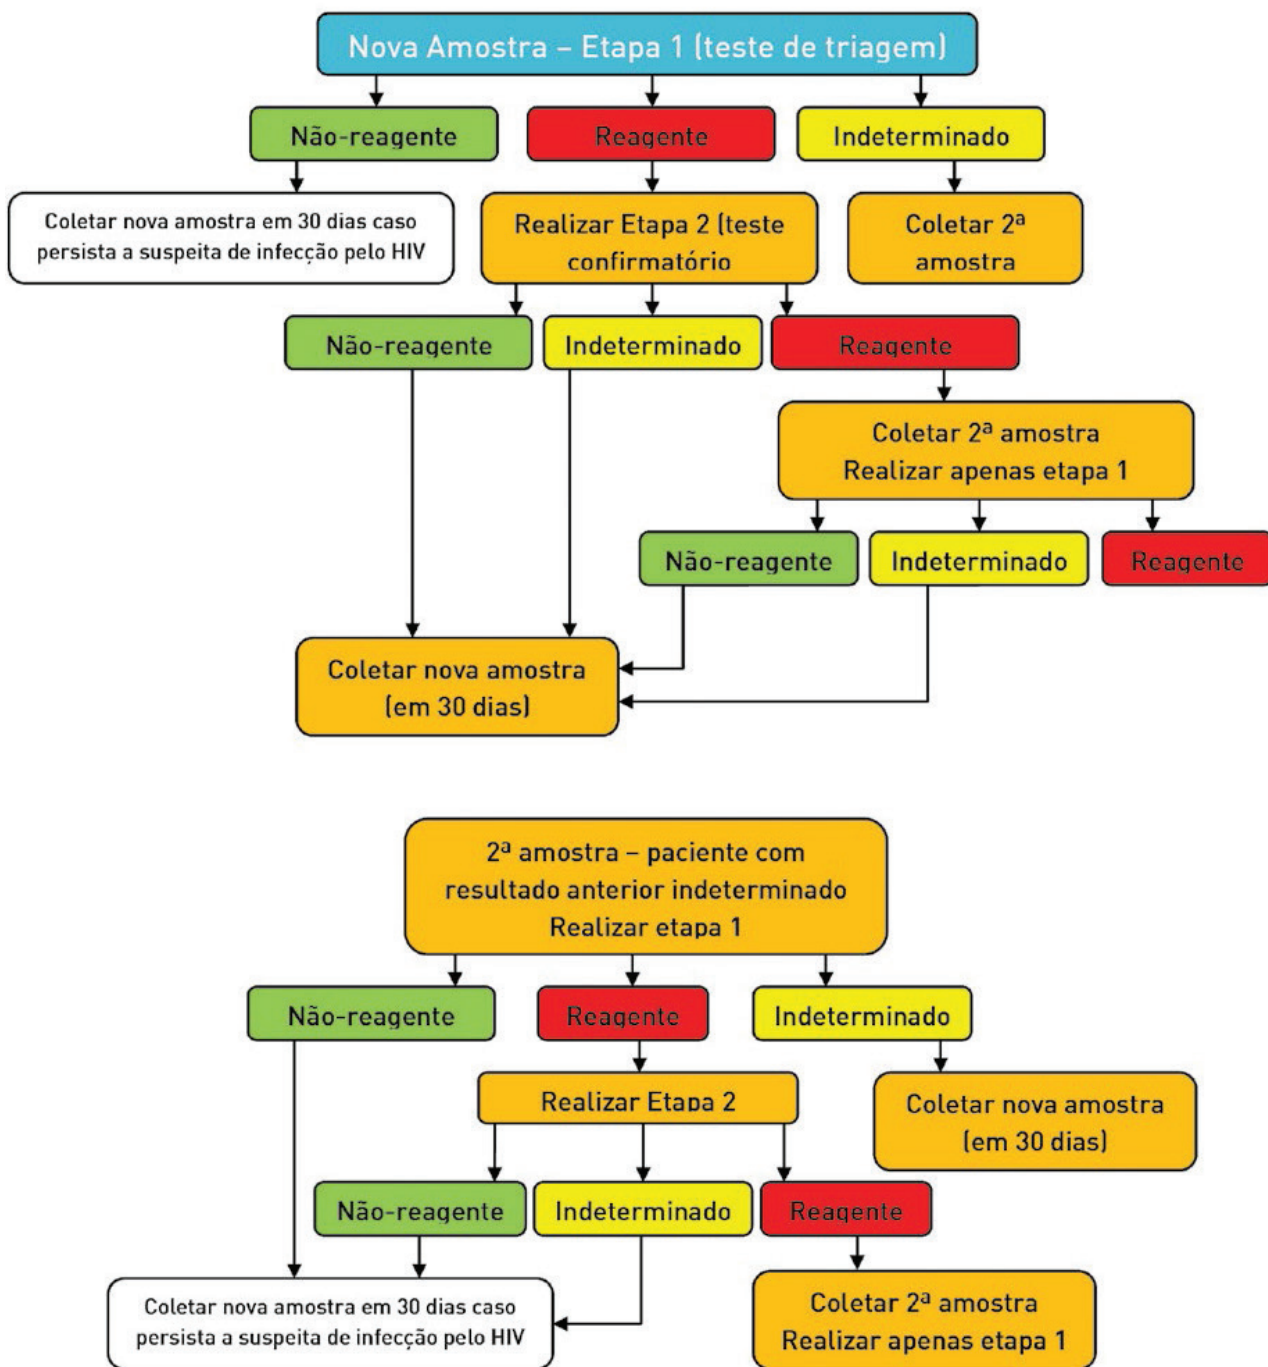 Nova Amostra – Etapa 1 (teste de triagem)
Não-reagente
Reagente
Indeterminado
Coletar nova amostra em 30 dias caso
persista a suspeita de infecção pelo HIV
Realizar Etapa 2 (teste
confirmatório
Coletar 2ª
amostra
Não-reagente
Indeterminado
Reagente
Coletar 2ª amostra
Realizar apenas etapa 1
Não-reagente
Indeterminado
Reagente
Coletar nova amostra
(em 30 dias)
2ª amostra – paciente com
resultado anterior indeterminado
Realizar etapa 1
Não-reagente
Reagente
Indeterminado
Realizar Etapa 2
Coletar nova amostra
(em 30 dias)
Não-reagente
Indeterminado
Reagente
Coletar nova amostra em 30 dias caso
persista a suspeita de infecção pelo HIV
Coletar 2ª amostra
Realizar apenas etapa 1